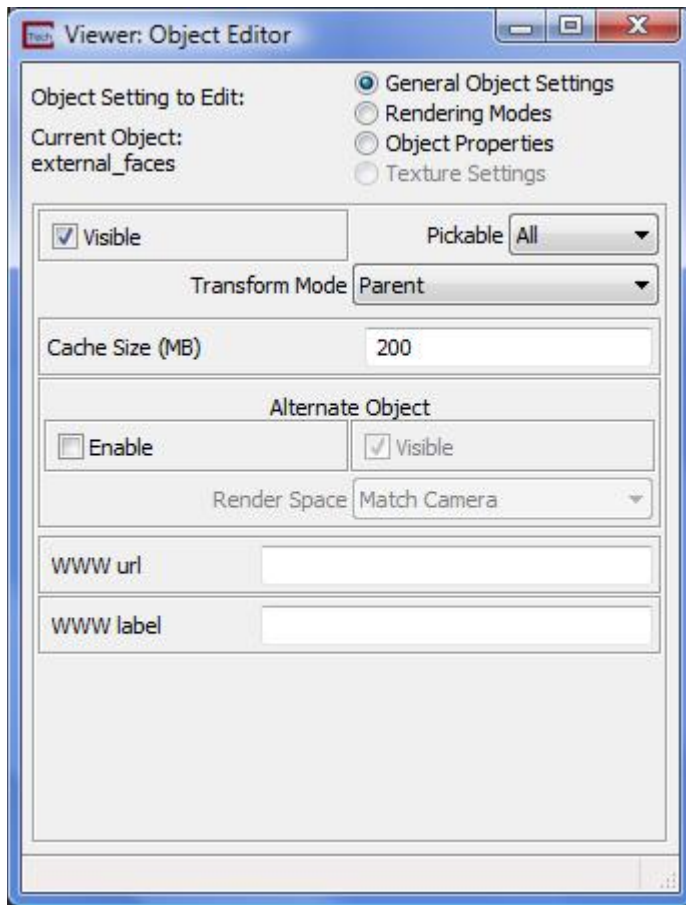 Tech Viewer: Object Editor
Object Setting to Edit:
General Object Settings
Rendering Modes
Object Properties
Texture Settings
Current Object:
external_faces
Visible Pickable All
Transform Mode Parent
Cache Size (MB) 200
Alternate Object
Enable Visible
Render Space Match Camera
WWW url
WWW label